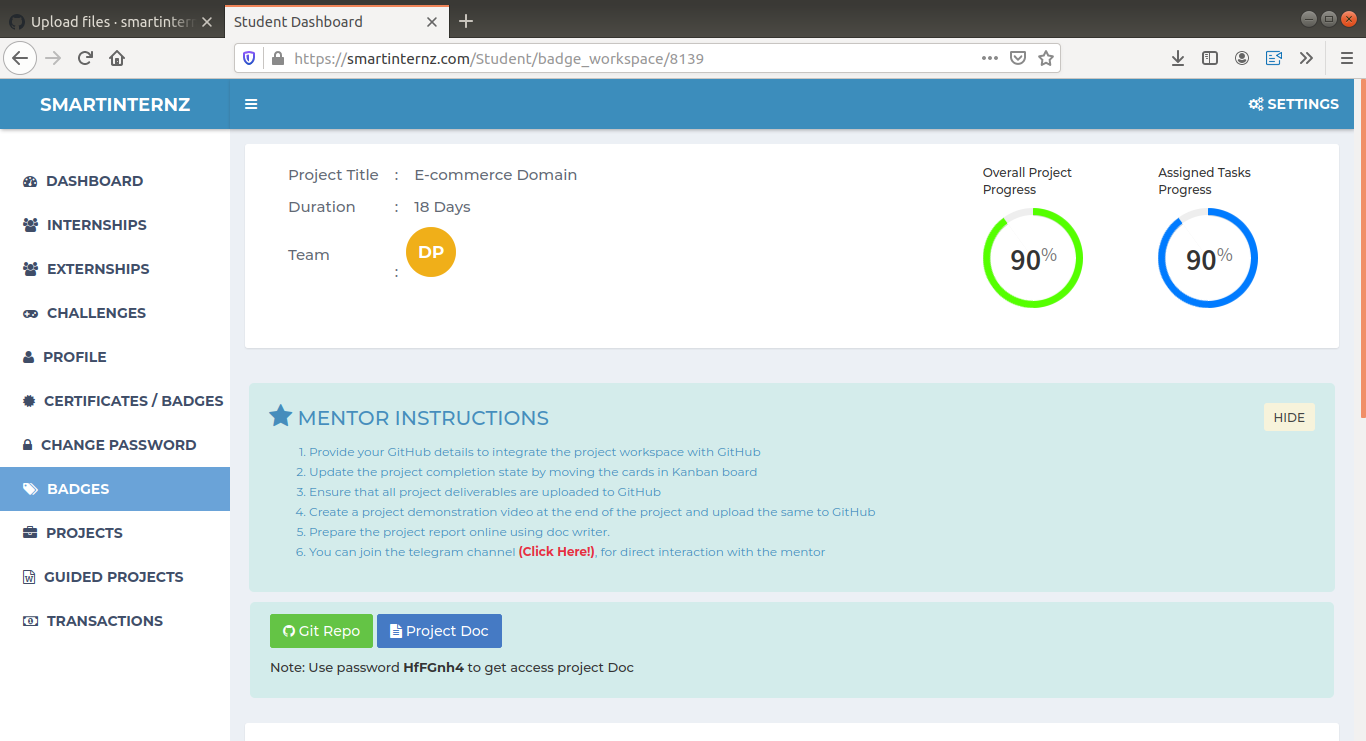 Upload files · smartintern
Student Dashboard
https://smartinternz.com/Student/badge_workspace/8139
SMARTINTERNZ
SETTINGS
DASHBOARD
INTERNSHIPS
EXTERNSHIPS
CHALLENGES
PROFILE
CERTIFICATES / BADGES
CHANGE PASSWORD
BADGES
PROJECTS
GUIDED PROJECTS
TRANSACTIONS
Project Title : E-commerce Domain
Duration : 18 Days
Team : DP
Overall Project
Progress
90%
Assigned Tasks
Progress
90%
MENTOR INSTRUCTIONS
HIDE
1. Provide your GitHub details to integrate the project workspace with GitHub
2. Update the project completion state by moving the cards in Kanban board
3. Ensure that all project deliverables are uploaded to GitHub
4. Create a project demonstration video at the end of the project and upload the same to GitHub
5. Prepare the project report online using doc writer.
6. You can join the telegram channel (Click Here!), for direct interaction with the mentor
Git Repo
Project Doc
Note: Use password HfFGnh4 to get access project Doc